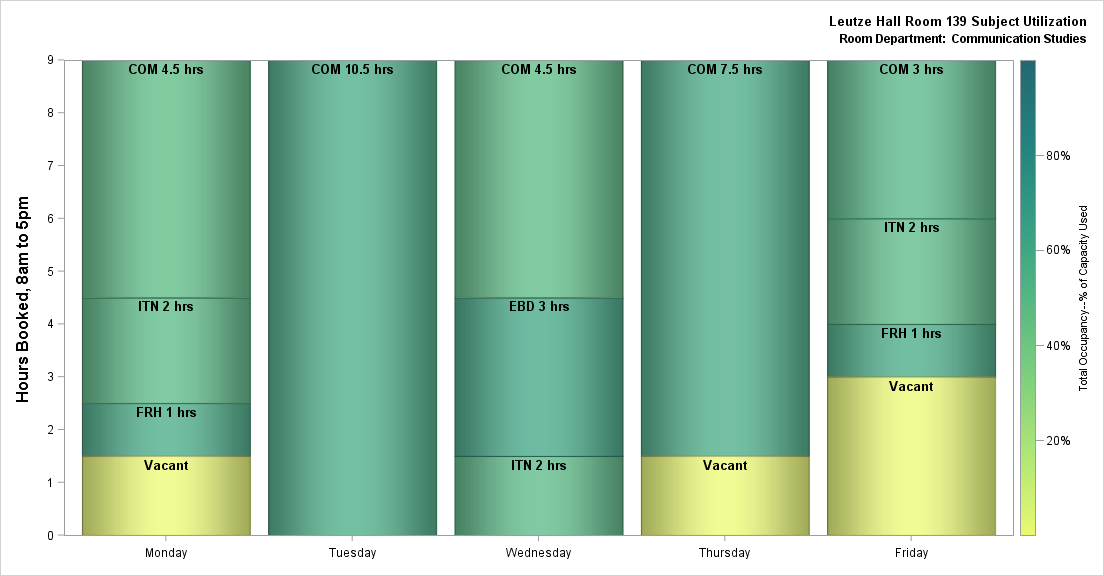 Leutze Hall Room 139 Subject Utilization
Room Department: Communication Studies
Hours Booked, 8am to 5pm
9
8
7
6
5
4
3
2
1
0
COM 4.5 hrs
ITN 2 hrs
FRH 1 hrs
Vacant
COM 10.5 hrs
COM 4.5 hrs
EBD 3 hrs
ITN 2 hrs
COM 7.5 hrs
Vacant
COM 3 hrs
ITN 2 hrs
FRH 1 hrs
Vacant
Monday
Tuesday
Wednesday
Thursday
Friday
80%
60%
40%
20%
Total Occupancy--% of Capacity Used